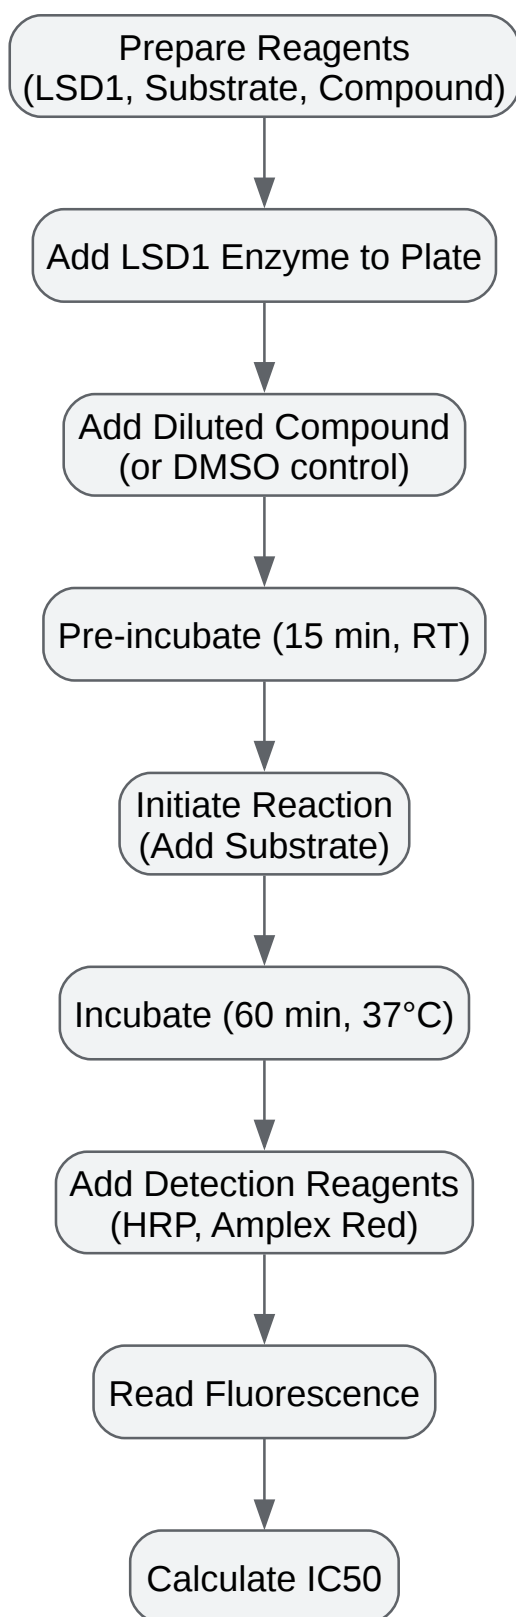 Prepare Reagents
(LSD1, Substrate, Compound)
Add LSD1 Enzyme to Plate
Add Diluted Compound
(or DMSO control)
Pre-incubate (15 min, RT)
Initiate Reaction
(Add Substrate)
Incubate (60 min, 37°C)
Add Detection Reagents
(HRP, Amplex Red)
Read Fluorescence
Calculate IC50